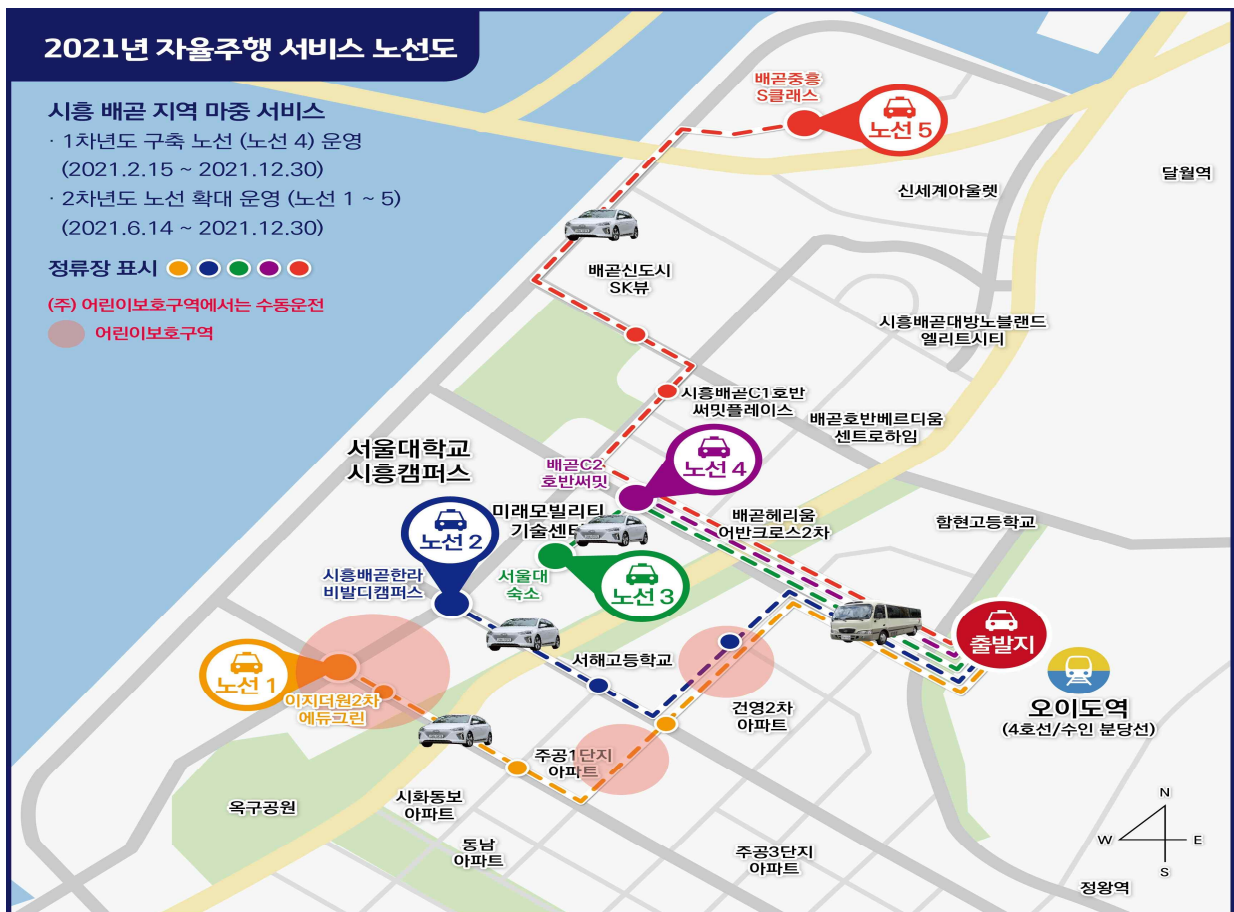 2021년 자율주행 서비스 노선도
시흥 배곧 지역 마중 서비스
· 1차년도 구축 노선 (노선 4) 운영
(2021.2.15 ~ 2021.12.30)
· 2차년도 노선 확대 운영 (노선 1 ~ 5)
(2021.6.14 ~ 2021.12.30)
정류장 표시
(주) 어린이보호구역에서는 수동운전
어린이보호구역
배곧중흥
S클래스
노선 5
달월역
신세계아울렛
배곧신도시
SK뷰
시흥배곧대방노블랜드
엘리트시티
시흥배곧C1호반
써밋플레이스
배곧호반베르디움
센트로하임
서울대학교
시흥캠퍼스
배곧C2
호반써밋
노선 4
미래모빌리티
기술센터
배곧헤리움
어반크로스2차
함현고등학교
노선 2
시흥배곧한라
비발디캠퍼스
서울대
숙소
노선 3
출발지
서해고등학교
노선 1
이지더원2차
에듀그린
건영2차
아파트
오이도역
(4호선/수인 분당선)
주공1단지
아파트
옥구공원
시화동보
아파트
동남
아파트
주공3단지
아파트
정왕역
N
W
E
S